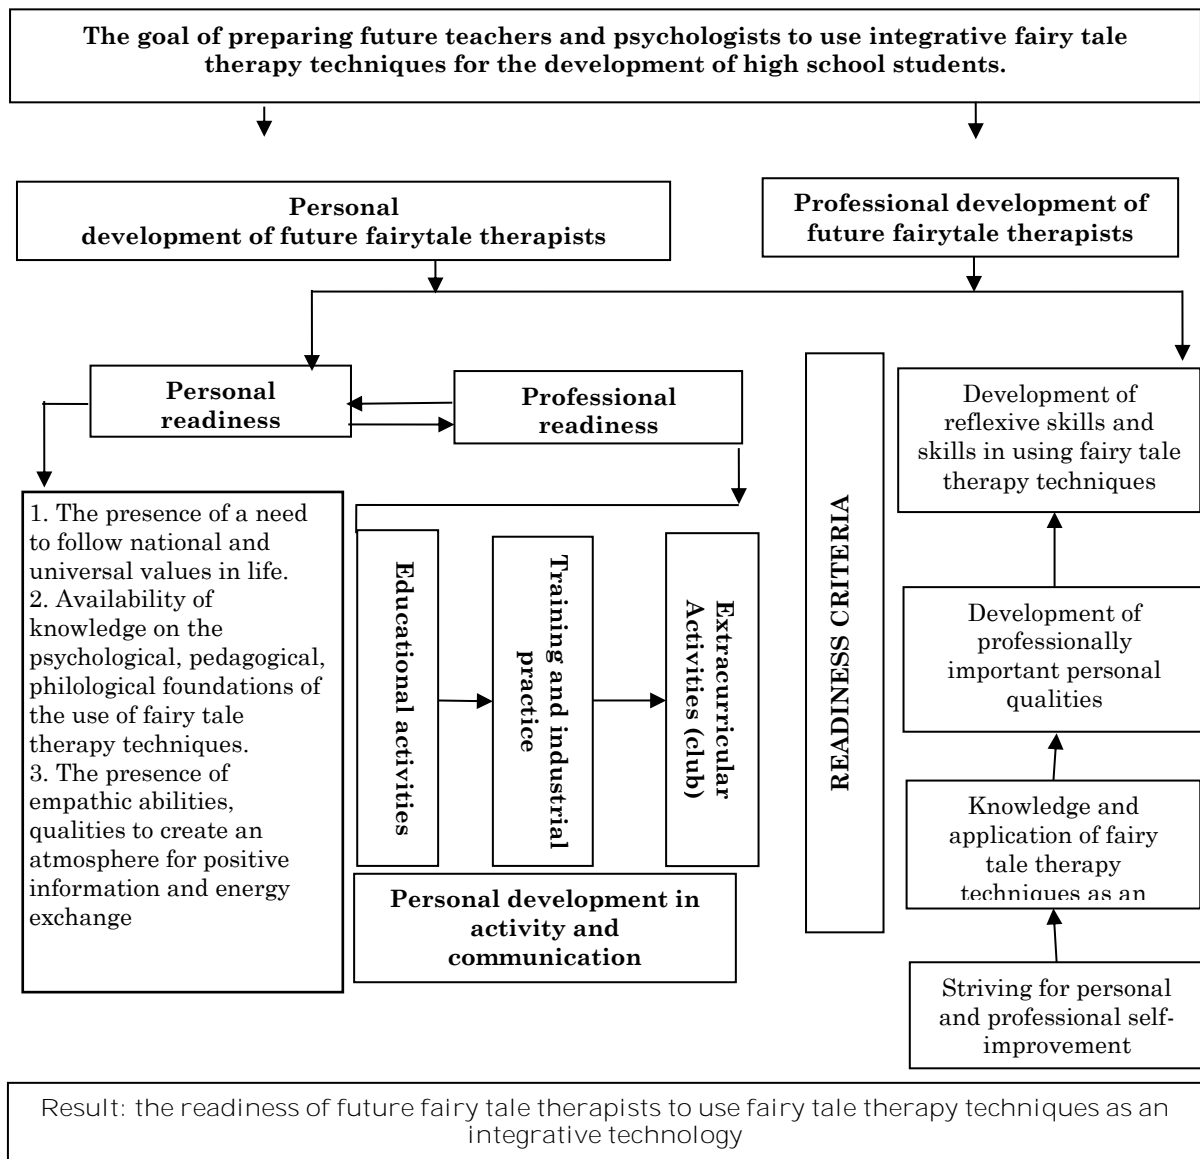 The goal of preparing future teachers and psychologists to use integrative fairy tale
therapy techniques for the development of high school students.
Personal
development of future fairytale therapists
Professional development of
future fairytale therapists
Personal
readiness
Professional
readiness
1. The presence of a need
to follow national and
universal values in life.
2. Availability of
knowledge on the
psychological, pedagogical,
philological foundations of
the use of fairy tale
therapy techniques.
3. The presence of
empathic abilities,
qualities to create an
atmosphere for positive
information and energy
exchange
Educational activities
Training and industrial
practice
Extracurricular
Activities (club)
Personal development in
activity and
communication
READINESS CRITERIA
Development of
reflexive skills and
skills in using fairy tale
therapy techniques
Development of
professionally
important personal
qualities
Knowledge and
application of fairy
tale therapy
techniques as an
Striving for personal
and professional self-
improvement
Result: the readiness of future fairy tale therapists to use fairy tale therapy techniques as an
integrative technology